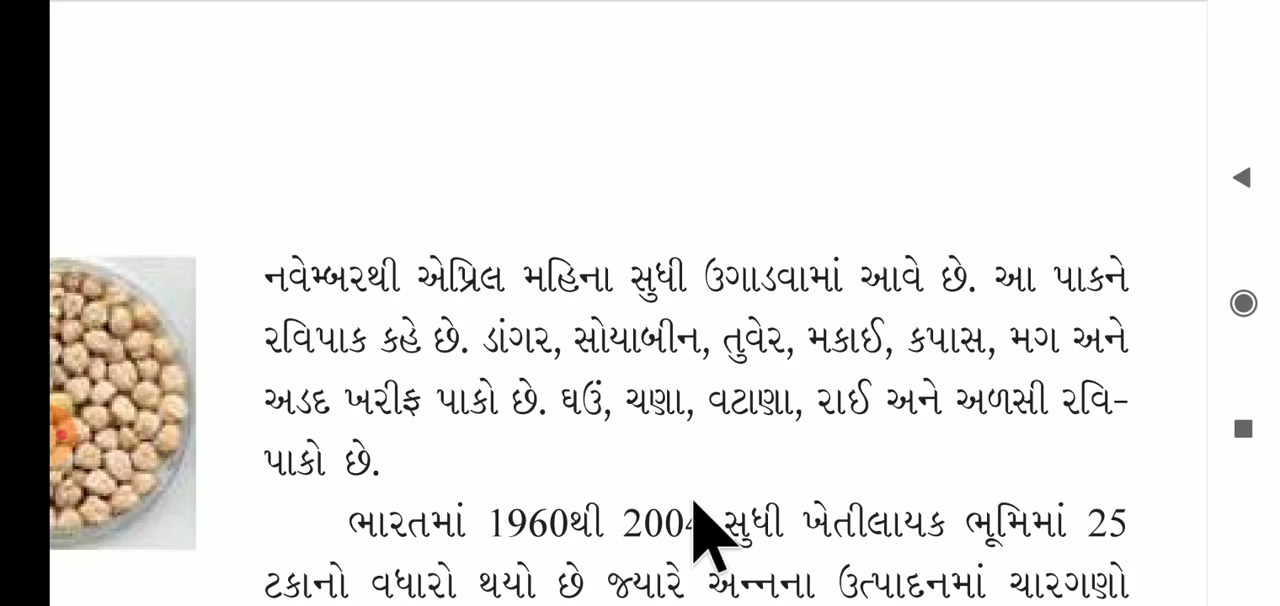 નવેમ્બરથી એપ્રિલ મહિના સુધી ઉગાડવામાં આવે છે. આ પાકને
રવિપાક કહે છે. ડાંગર, સોયાબીન, તુવેર, મકાઈ, કપાસ, મગ અને
અડદ ખરીફ પાકો છે. ઘઉં, ચણા, વટાણા, રાઈ અને અળસી રવિ-
પાકો છે.
ભારતમાં 1960થી 2004 સુધી ખેતીલાયક ભૂમિમાં 25
ટકાનો વધારો થયો છે જ્યારે અન્નના ઉત્પાદનમાં ચારગણો